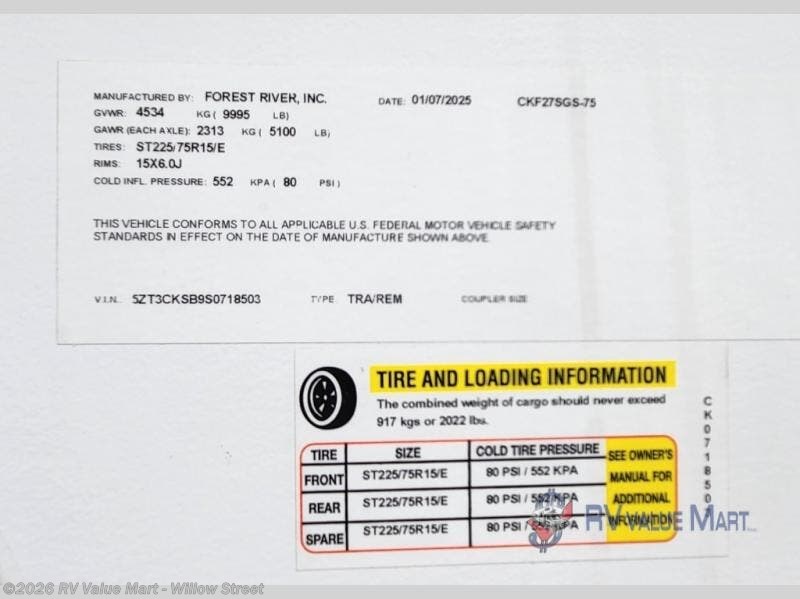 MANUFACTURED BY: FOREST RIVER, INC. DATE: 01/07/2025 CKF27SGS-75
GVWR: 4534 KG ( 9995 LB)
GAWR (EACH AXLE): 2313 KG ( 5100 LB)
TIRES: ST225/75R15/E
RIMS: 15X6.0J
COLD INFL. PRESSURE: 552 KPA ( 80 PSI )
THIS VEHICLE CONFORMS TO ALL APPLICABLE U.S. FEDERAL MOTOR VEHICLE SAFETY
STANDARDS IN EFFECT ON THE DATE OF MANUFACTURE SHOWN ABOVE.
V.I.N. 5ZT3CKSB9S0718503 TYPE TRA/REM COUPLER SIZE
TIRE AND LOADING INFORMATION
The combined weight of cargo should never exceed
917 kgs or 2022 lbs.
TIRE SIZE COLD TIRE PRESSURE SEE OWNER'S
FRONT ST225/75R15/E 80 PSI / 552 KPA MANUAL FOR
REAR ST225/75R15/E 80 PSI / 552 KPA ADDITIONAL
SPARE ST225/75R15/E 80 PSI / 552 KPA INFORMATION
RV VALUE MART
©2026 RV Value Mart - Willow Street